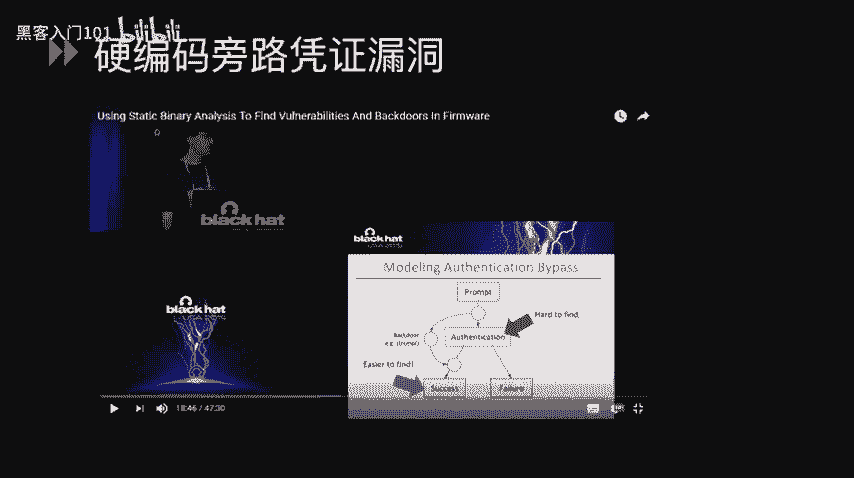 黑客入门101 bilibili
硬编码旁路凭证漏洞
Using Static Binary Analysis To Find Vulnerabilities And Backdoors In Firmware
black hat
black hat
Modeling Authentication Bypass
Prompt
Hard to find
Backdoor
Authentication
Easier to find!
Success
black hat
18:46 / 47:30